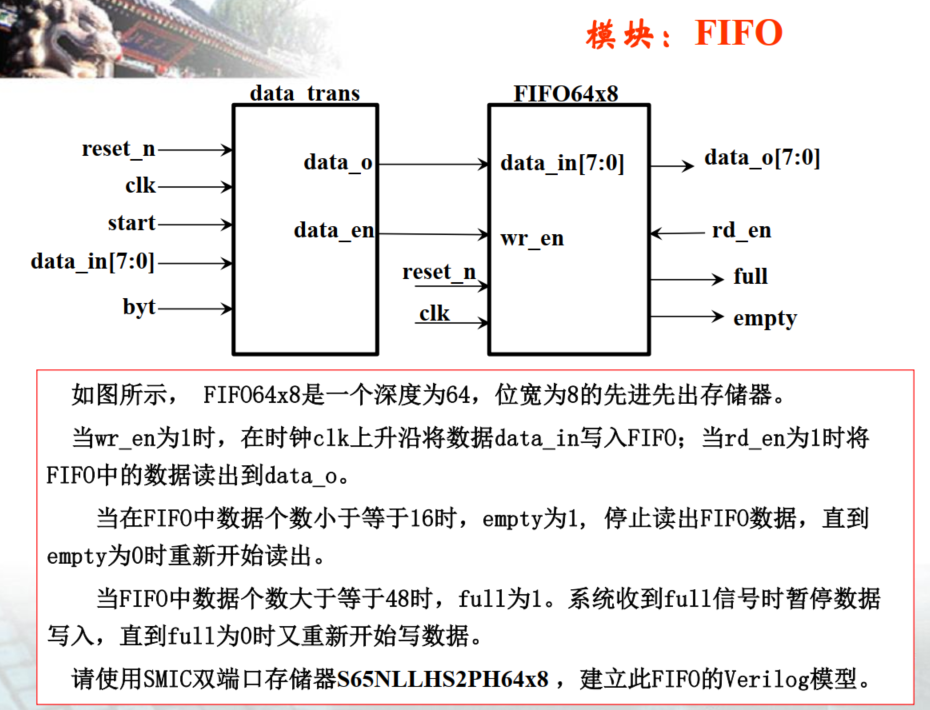 模块：FIFO
data_trans
FIFO64x8
reset_n
clk
start
data_in[7:0]
byt
data_o
data_en
data_in[7:0]
wr_en
reset_n
clk
data_o[7:0]
rd_en
full
empty
如图所示， FIFO64x8是一个深度为64，位宽为8的先进先出存储器。
当wr_en为1时，在时钟clk上升沿将数据data_in写入FIFO；当rd_en为1时将
FIFO中的数据读出到data_o。
当在FIFO中数据个数小于等于16时，empty为1, 停止读出FIFO数据，直到
empty为0时重新开始读出。
当FIFO中数据个数大于等于48时，full为1。系统收到full信号时暂停数据
写入，直到full为0时又重新开始写数据。
请使用SMIC双端口存储器S65NLLHS2PH64x8 ，建立此FIFO的Verilog模型。